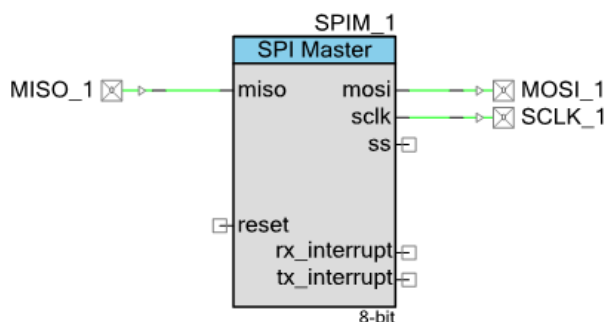 SPIM_1
SPI Master
MISO_1 miso mosi MOSI_1
sclk SCLK_1
ss
reset
rx_interrupt
tx_interrupt
8-bit